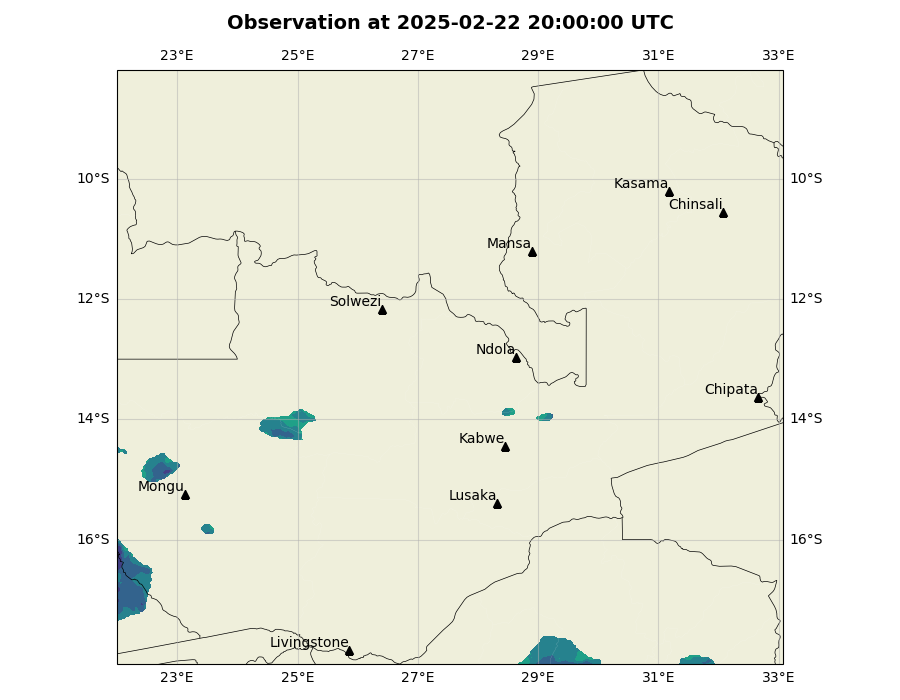 Observation at 2025-02-22 20:00:00 UTC
23°E 25°E 27°E 29°E 31°E 33°E
10°S 10°S
Kasama
Chinsali
Mansa
12°S 12°S
Solwezi
Ndola
Chipata
14°S 14°S
Kabwe
Mongu
Lusaka
16°S 16°S
Livingstone
23°E 25°E 27°E 29°E 31°E 33°E